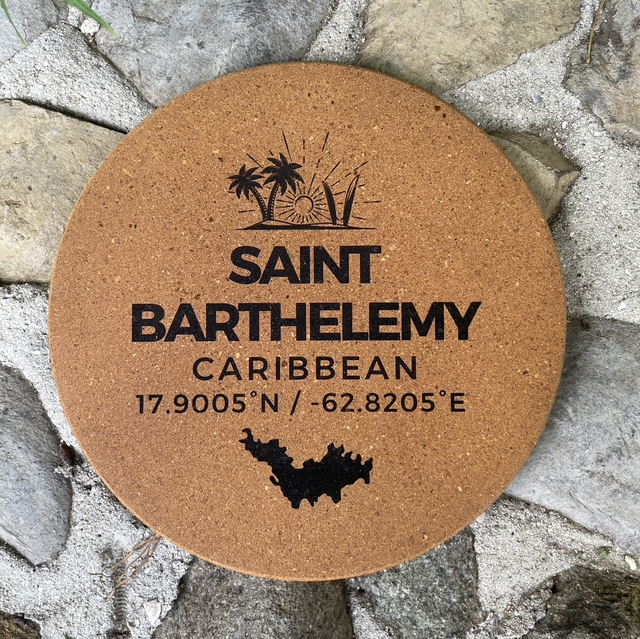 SAINT
BARTHELEMY
CARIBBEAN
17.9005°N / -62.8205°E